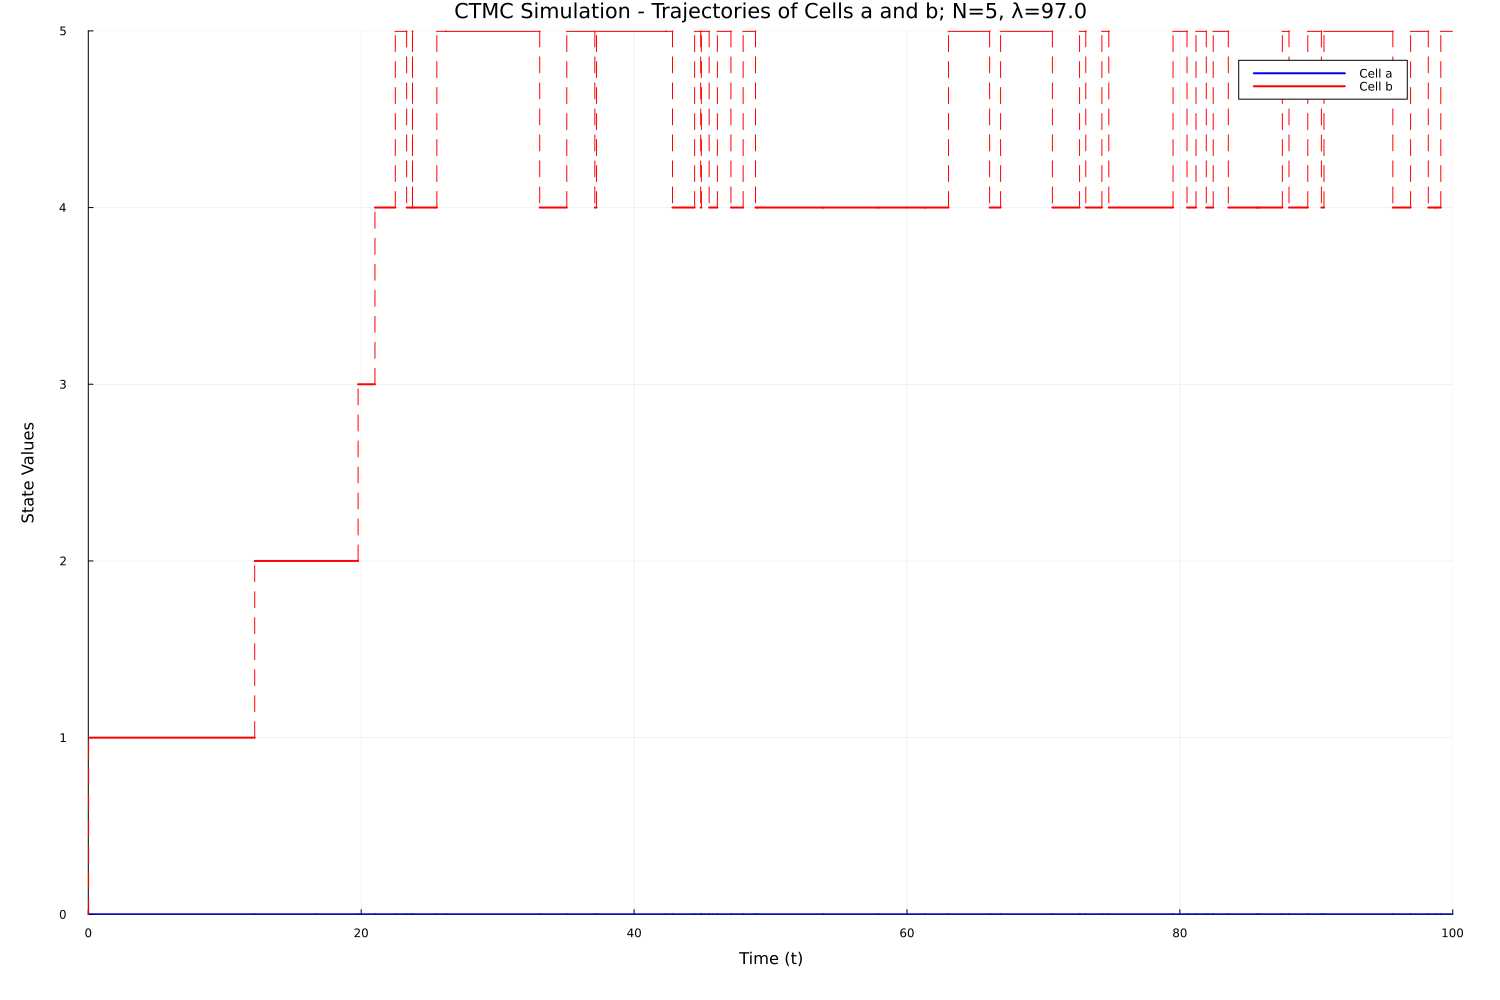 CTMC Simulation - Trajectories of Cells a and b; N=5, λ=97.0
5
Cell a
Cell b
4
3
State Values
2
1
0
0 20 40 60 80 100
Time (t)